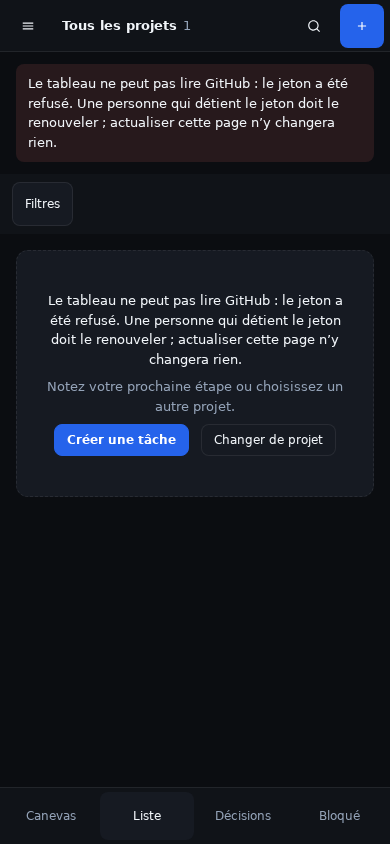 Tous les projets 1
Le tableau ne peut pas lire GitHub : le jeton a été
refusé. Une personne qui détient le jeton doit le
renouveler ; actualiser cette page n’y changera
rien.
Filtres
Le tableau ne peut pas lire GitHub : le jeton a
été refusé. Une personne qui détient le jeton
doit le renouveler ; actualiser cette page n’y
changera rien.
Notez votre prochaine étape ou choisissez un
autre projet.
Créer une tâche
Changer de projet
Canevas
Liste
Décisions
Bloqué